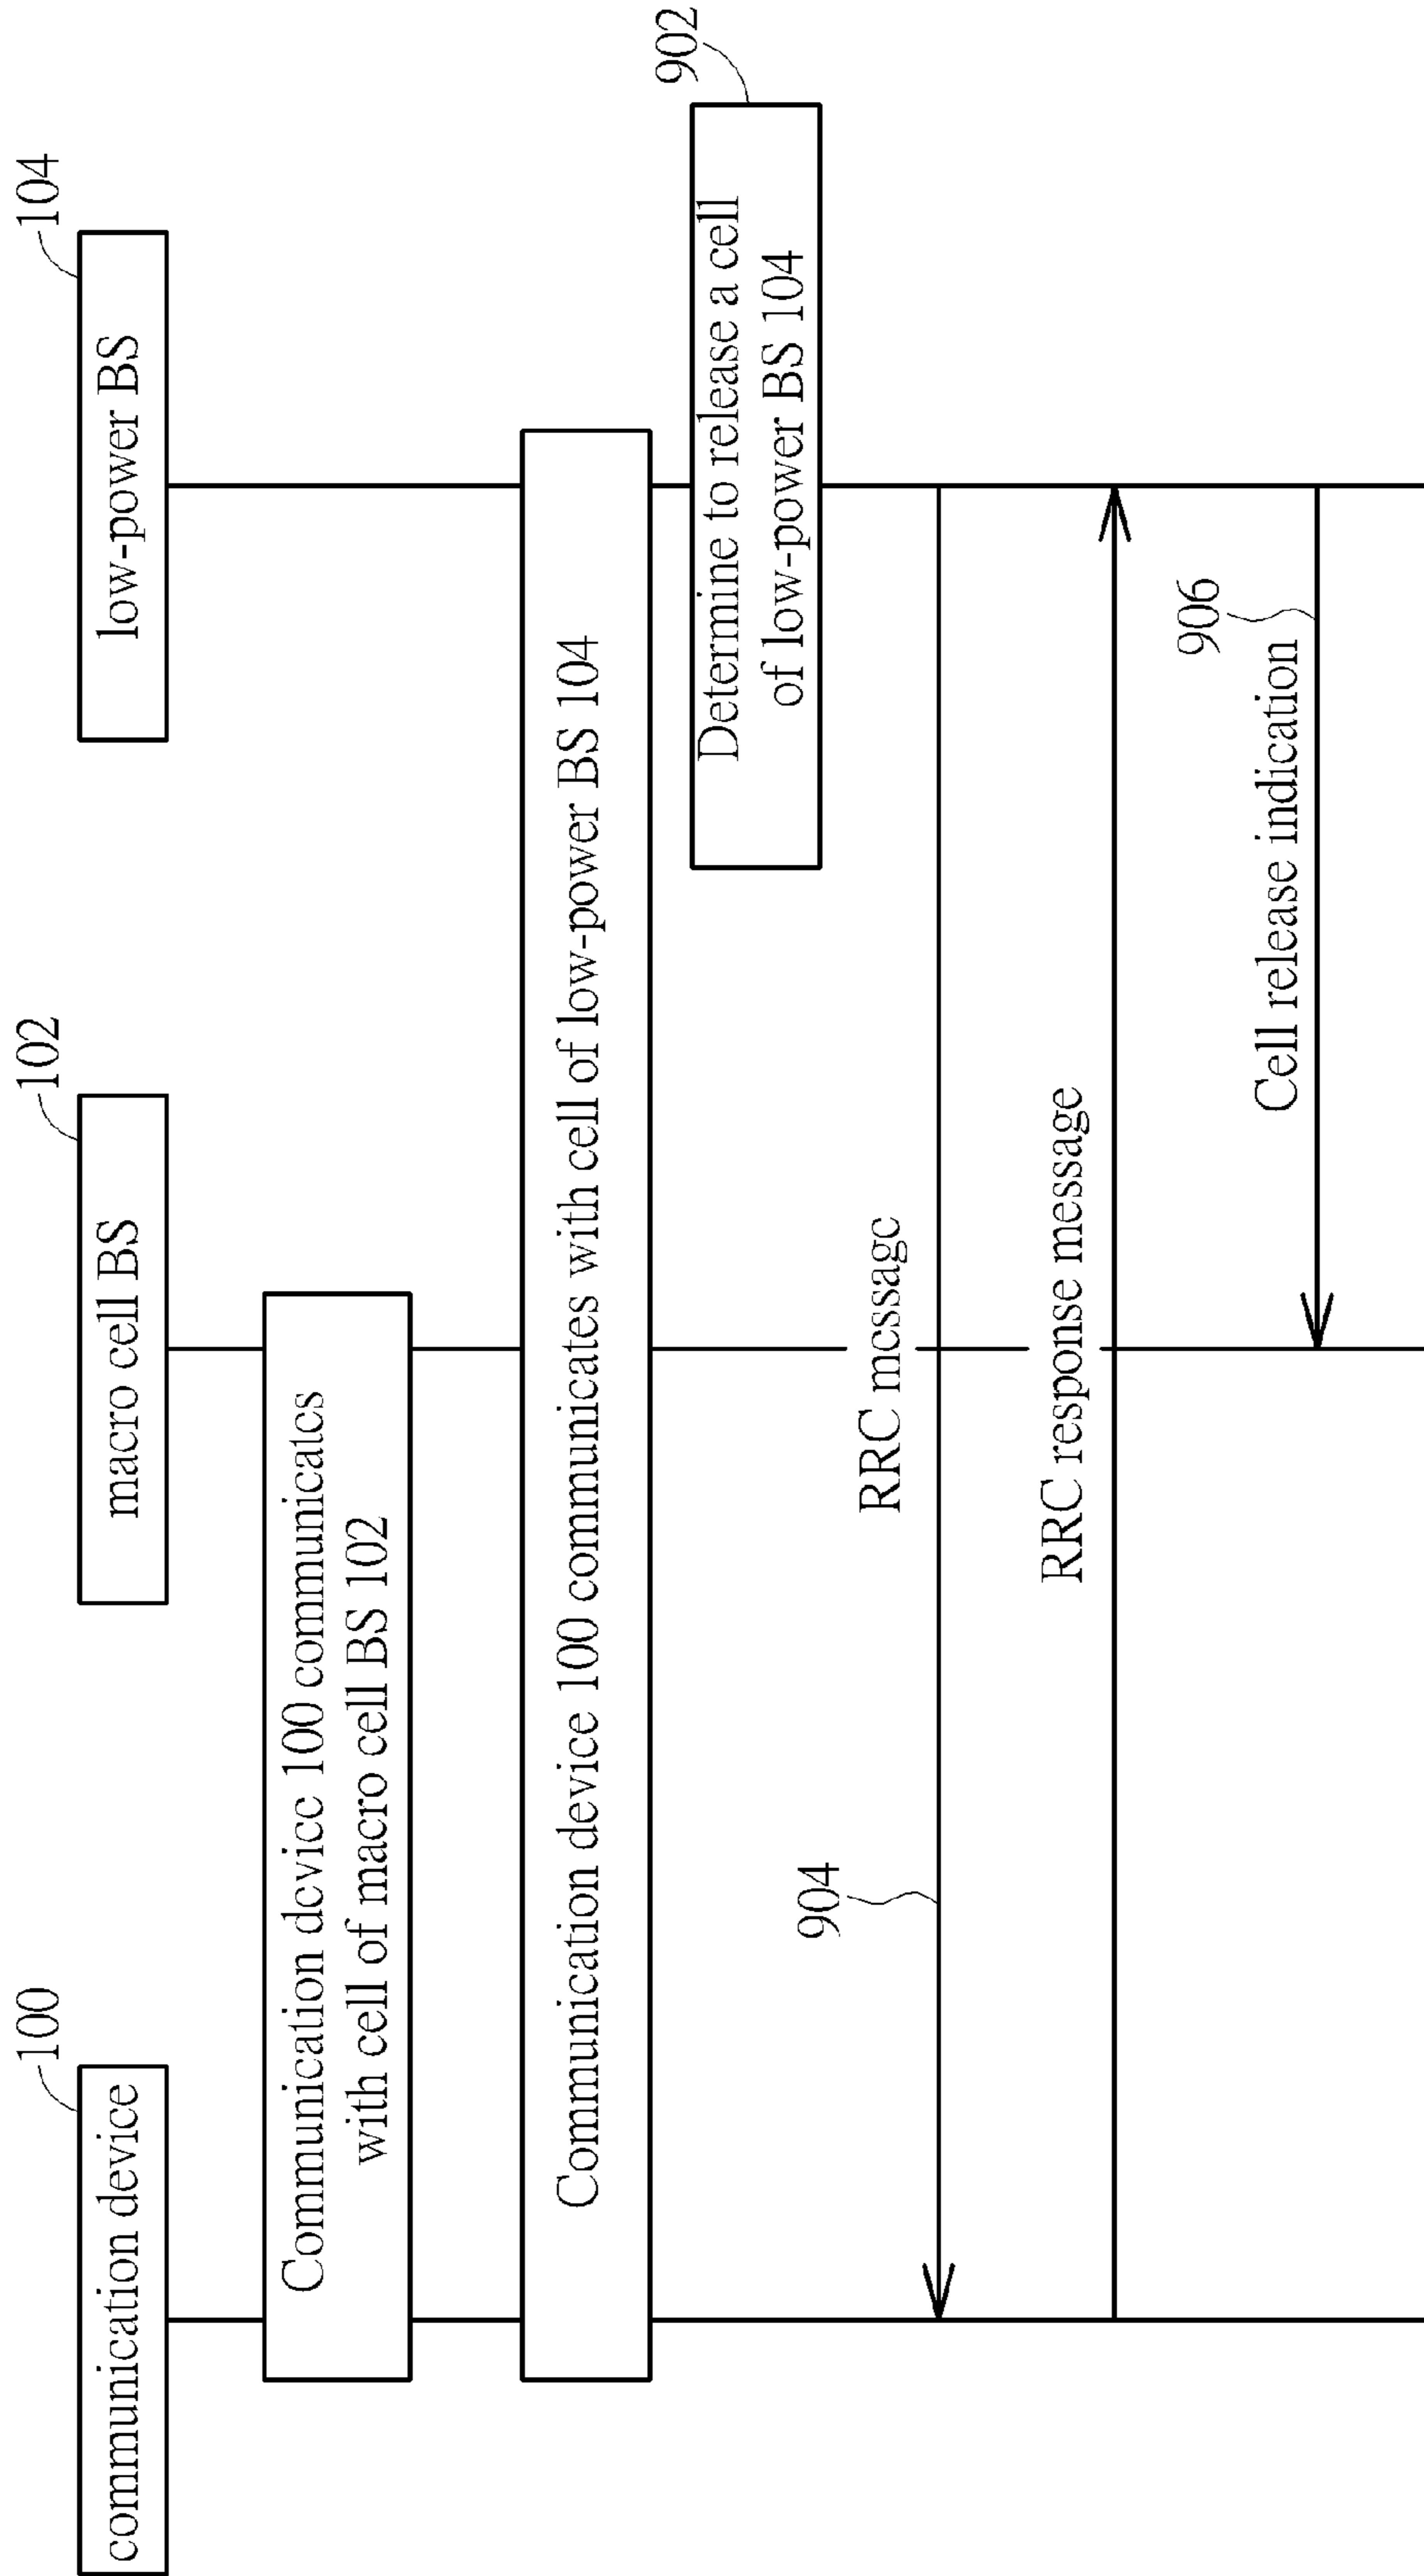 communication device
100
macro cell BS
102
low-power BS
104
Communication device 100 communicates
with cell of macro cell BS 102
Communication device 100 communicates with cell of low-power BS 104
Determine to release a cell
of low-power BS 104
902
904
RRC message
RRC response message
Cell release indication
906